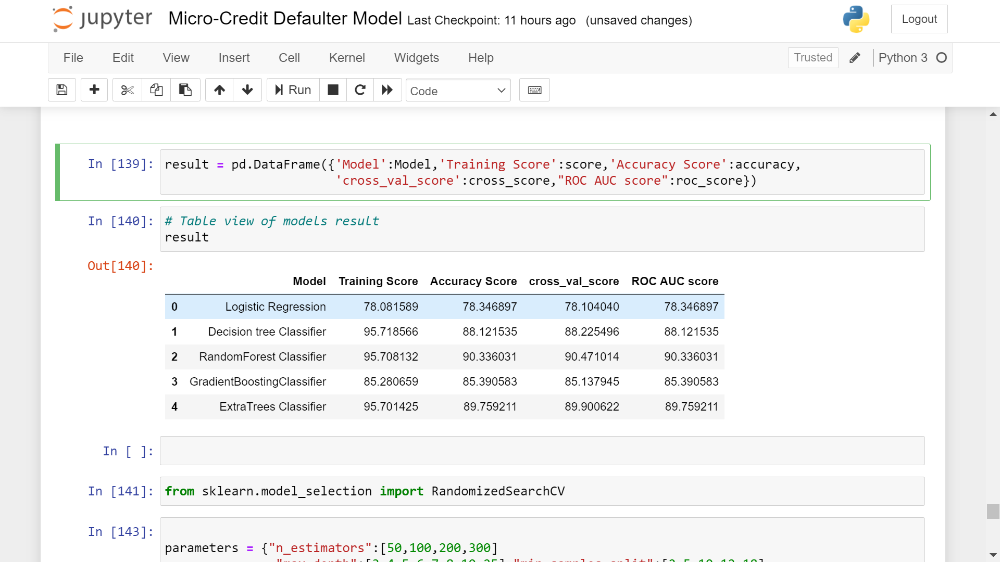 jupyter Micro-Credit Defaulter Model Last Checkpoint: 11 hours ago (unsaved changes) Logout
File Edit View Insert Cell Kernel Widgets Help Trusted Python 3
Run Code
In [139]: result = pd.DataFrame({'Model':Model,'Training Score':score,'Accuracy Score':accuracy,
'cross_val_score':cross_score,"ROC AUC score":roc_score})
In [140]: # Table view of models result
result
Out[140]:
Model Training Score Accuracy Score cross_val_score ROC AUC score
0 Logistic Regression 78.081589 78.346897 78.104040 78.346897
1 Decision tree Classifier 95.718566 88.121535 88.225496 88.121535
2 RandomForest Classifier 95.708132 90.336031 90.471014 90.336031
3 GradientBoostingClassifier 85.280659 85.390583 85.137945 85.390583
4 ExtraTrees Classifier 95.701425 89.759211 89.900622 89.759211
In [ ]:
In [141]: from sklearn.model_selection import RandomizedSearchCV
In [143]:
parameters = {"n_estimators":[50,100,200,300]